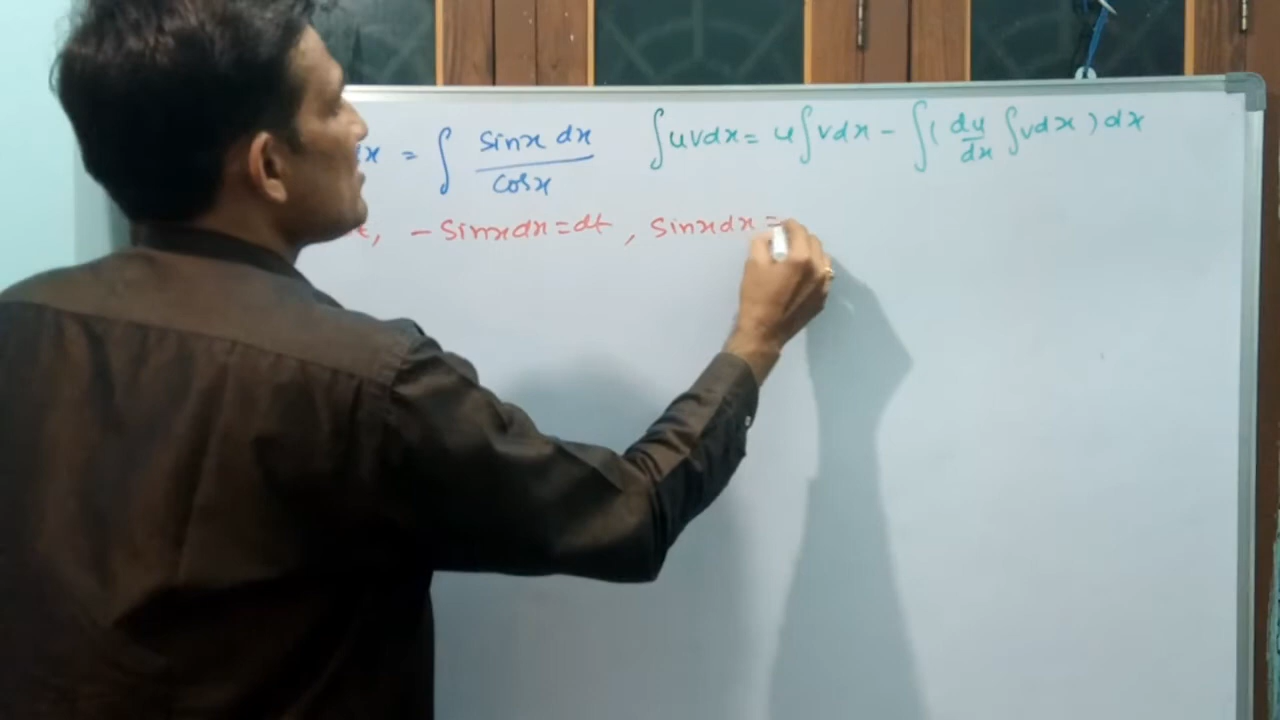 x = ∫ sinx dx / cosx   ∫uvdx = u∫vdx - ∫( du/dx ∫vdx ) dx
t, - sinxdx = dt , sinxdx =